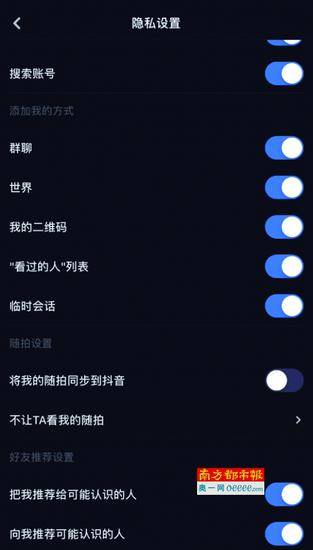 隐私设置
搜索账号
添加我的方式
群聊
世界
我的二维码
"看过的人"列表
临时会话
随拍设置
将我的随拍同步到抖音
不让TA看我的随拍
好友推荐设置
南方都市报
奥一网 oeeee.com
把我推荐给可能认识的人
向我推荐可能认识的人